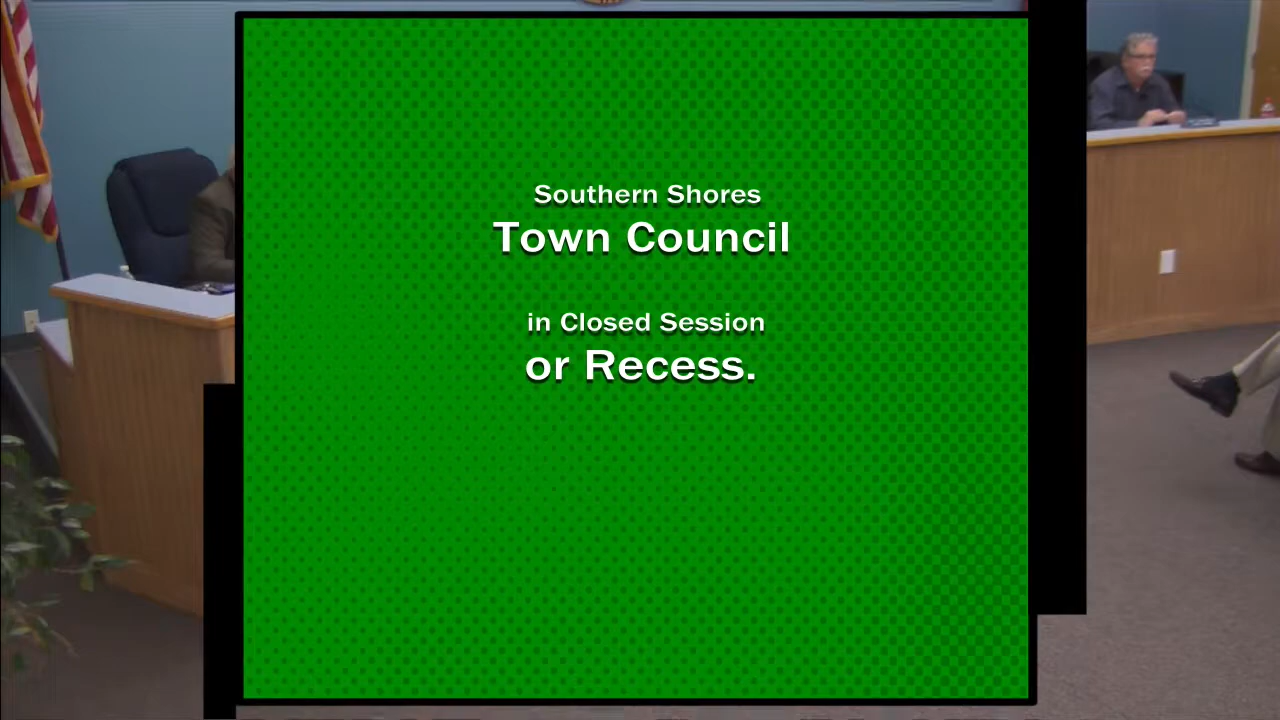 Southern Shores
Town Council
in Closed Session
or Recess.